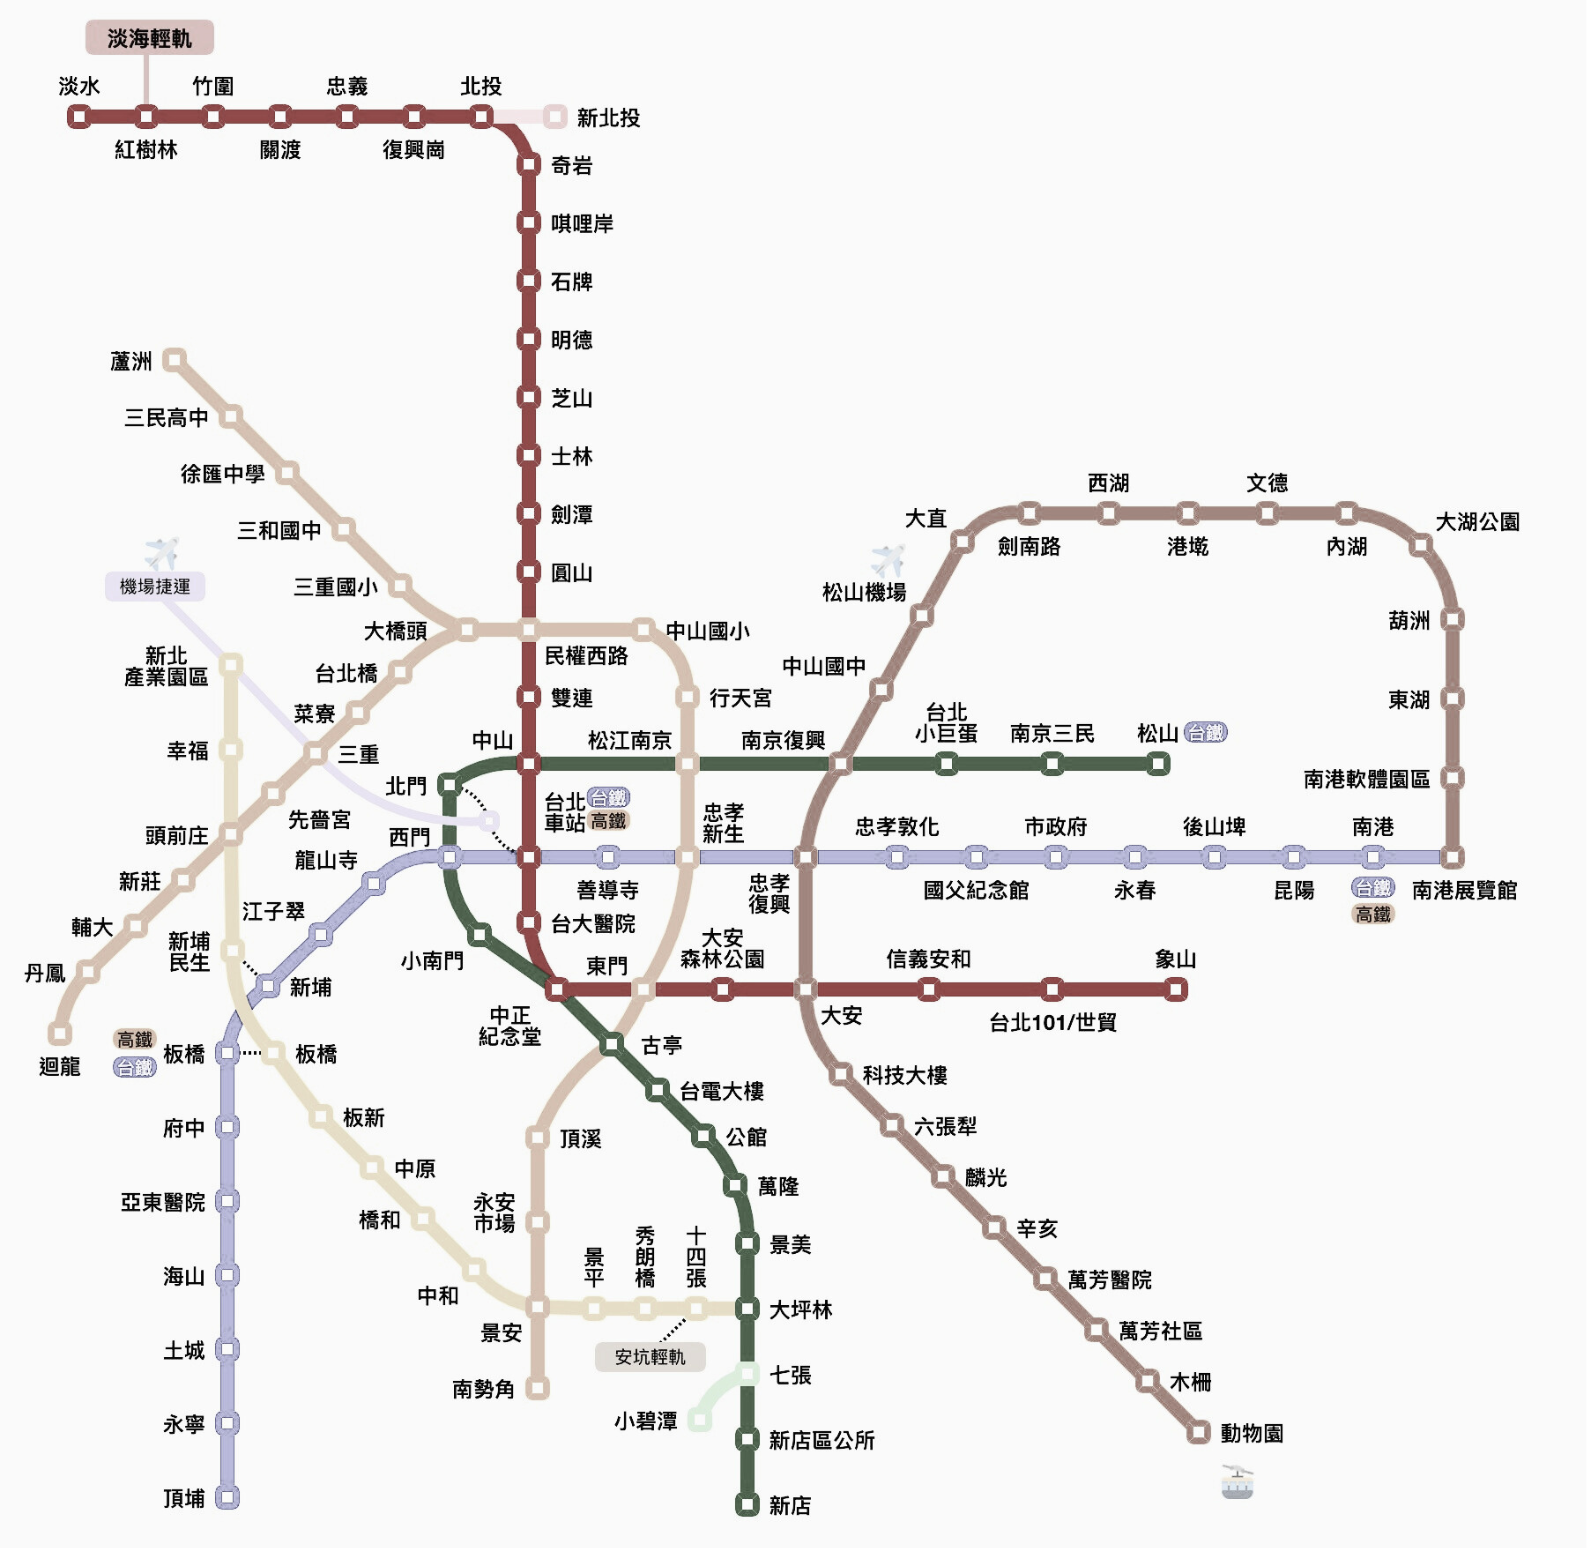 淡海輕軌
淡水
竹圍
忠義
北投
紅樹林
關渡
復興崗
新北投
奇岩
唭哩岸
石牌
明德
芝山
士林
劍潭
圓山
蘆洲
三民高中
徐匯中學
三和國中
三重國小
大橋頭
中山國小
民權西路
機場捷運
新北
產業園區
台北橋
菜寮
三重
幸福
先嗇宮
頭前庄
新莊
輔大
丹鳳
迴龍
雙連
行天宮
中山
松江南京
南京復興
台北
小巨蛋
南京三民
松山
台鐵
北門
台北
車站
台鐵
高鐵
西門
龍山寺
江子翠
新埔
民生
新埔
善導寺
忠孝
新生
忠孝
復興
忠孝敦化
國父紀念館
市政府
永春
後山埤
昆陽
南港
台鐵
高鐵
南港展覽館
大直
劍南路
西湖
港墘
文德
內湖
大湖公園
松山機場
中山國中
葫洲
東湖
南港軟體園區
台大醫院
小南門
東門
大安
森林公園
信義安和
象山
中正
紀念堂
大安
台北101/世貿
古亭
台電大樓
公館
萬隆
景美
大坪林
七張
新店區公所
新店
小碧潭
科技大樓
六張犁
麟光
辛亥
萬芳醫院
萬芳社區
木柵
動物園
頂溪
永安
市場
景平
秀朗橋
十四張
安坑輕軌
景安
南勢角
高鐵
台鐵
板橋
板橋
板新
中原
橋和
中和
府中
亞東醫院
海山
土城
永寧
頂埔